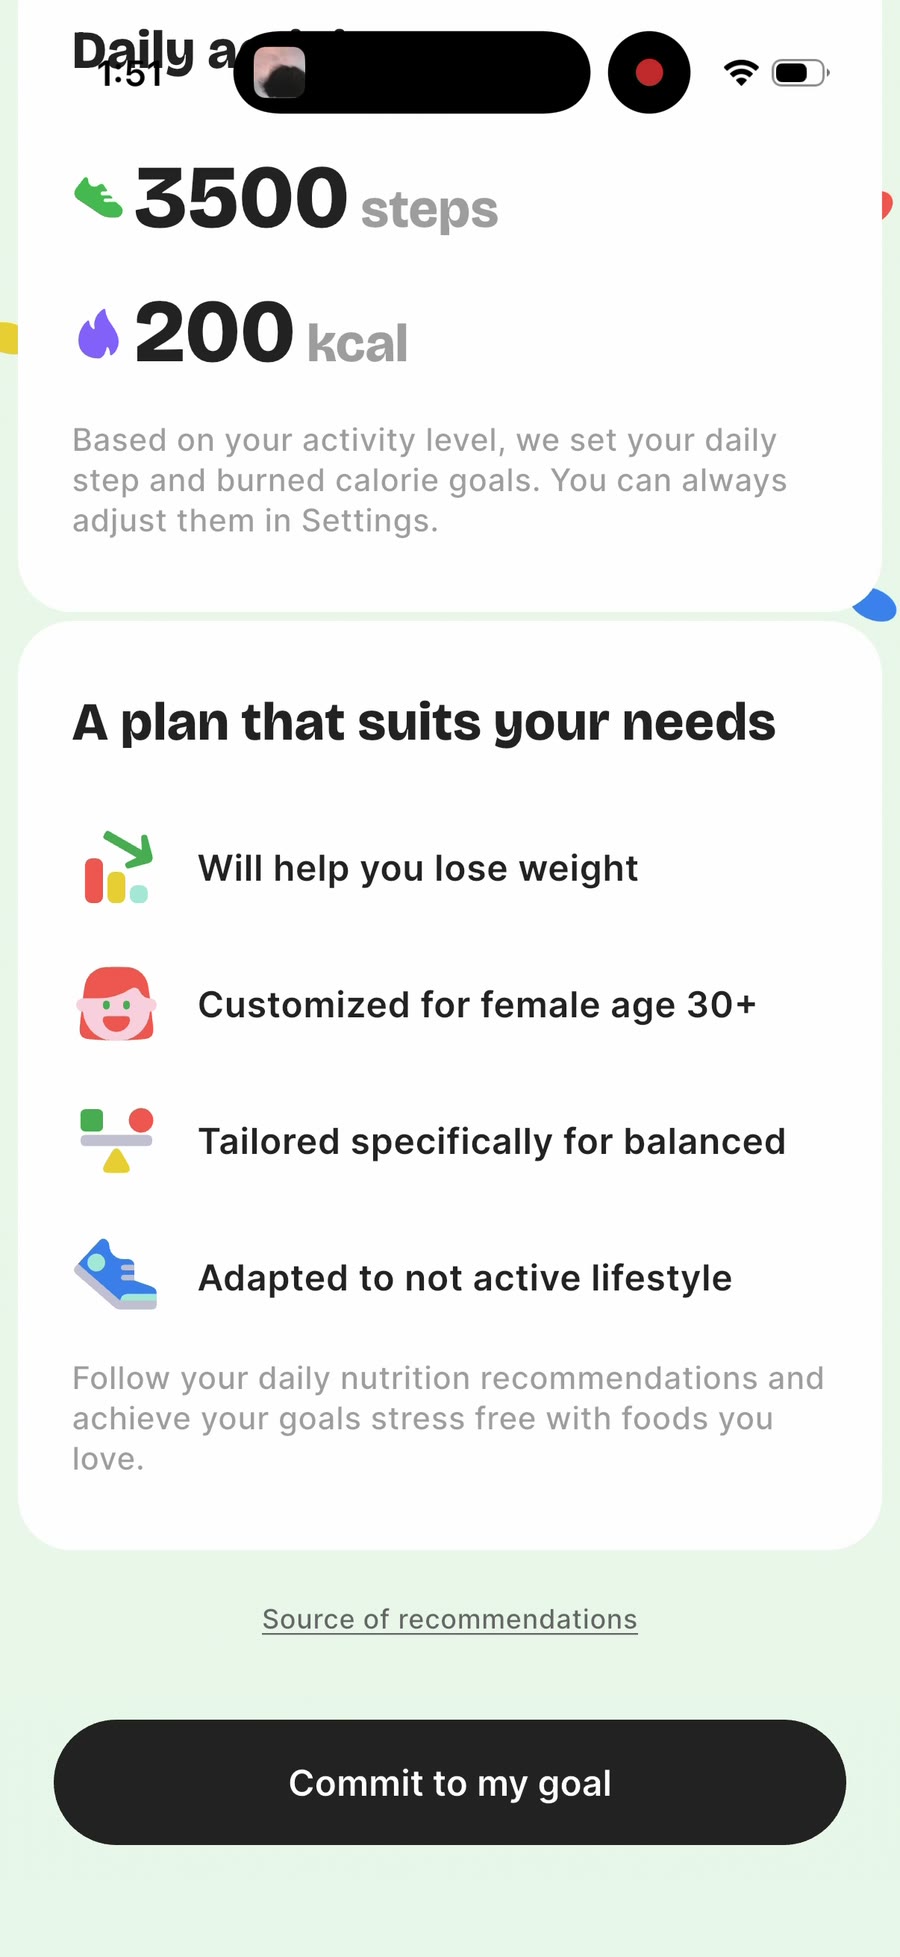 Daily
1:51
3500 steps
200 kcal
Based on your activity level, we set your daily
step and burned calorie goals. You can always
adjust them in Settings.
A plan that suits your needs
Will help you lose weight
Customized for female age 30+
Tailored specifically for balanced
Adapted to not active lifestyle
Follow your daily nutrition recommendations and
achieve your goals stress free with foods you
love.
Source of recommendations
Commit to my goal